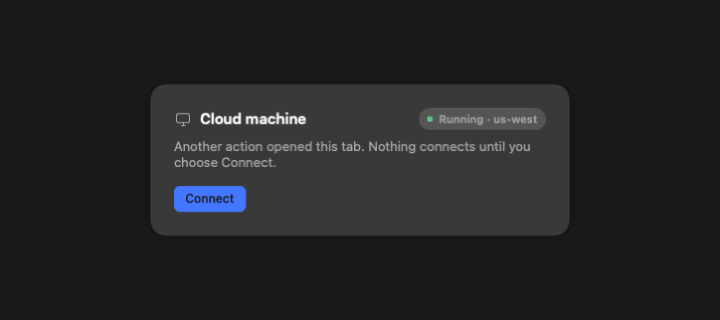 Cloud machine
Running · us-west
Another action opened this tab. Nothing connects until you
choose Connect.
Connect